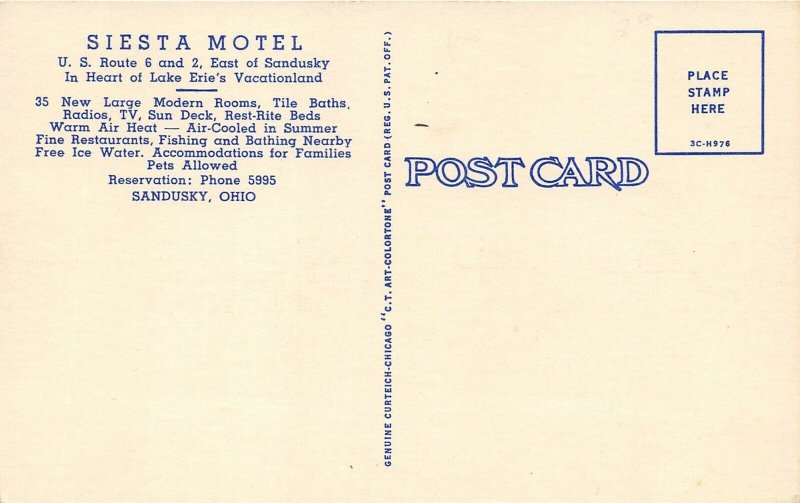 SIESTA MOTEL
U. S. Route 6 and 2, East of Sandusky
In Heart of Lake Erie's Vacationland
35 New Large Modern Rooms, Tile Baths,
Radios, TV, Sun Deck, Rest-Rite Beds
Warm Air Heat — Air-Cooled in Summer
Fine Restaurants, Fishing and Bathing Nearby
Free Ice Water. Accommodations for Families
Pets Allowed
Reservation: Phone 5995
SANDUSKY, OHIO
GENUINE CURTEICH-CHICAGO "C.T. ART-COLORTONE" POST CARD (REG. U.S. PAT. OFF.)
POST CARD
PLACE
STAMP
HERE
3C-H976